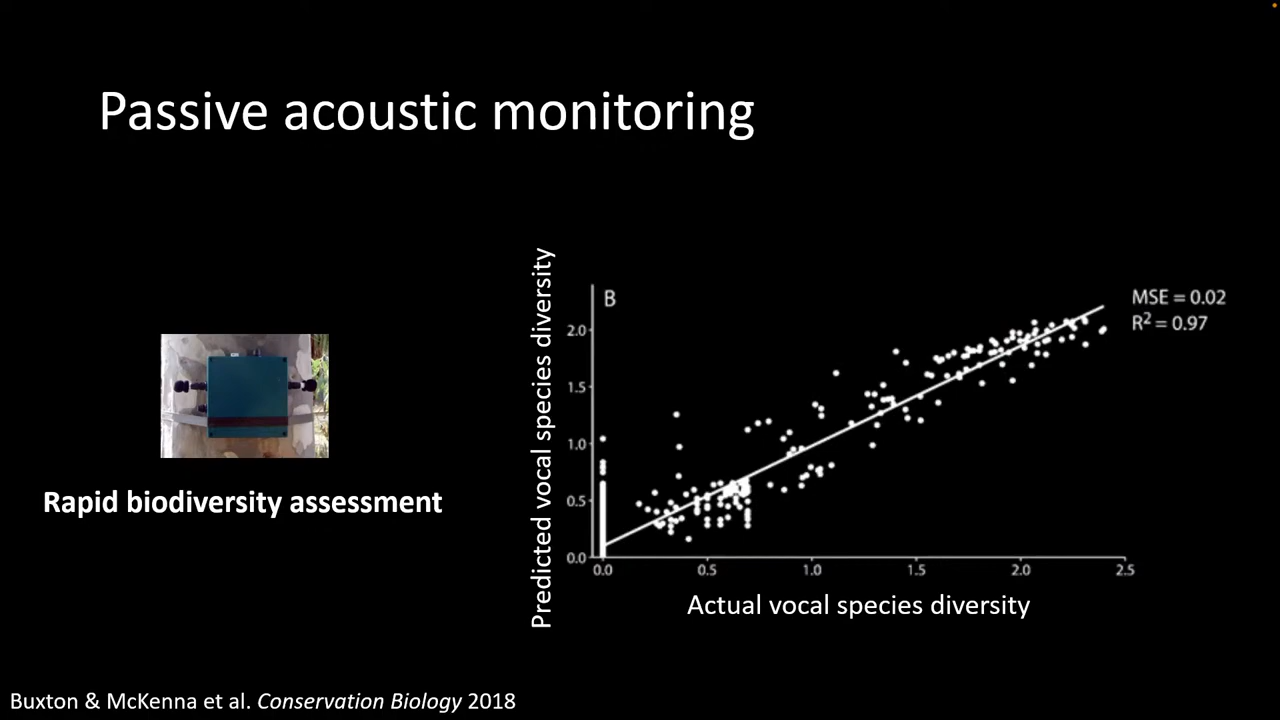 Passive acoustic monitoring
Rapid biodiversity assessment
Predicted vocal species diversity
B
MSE = 0.02
R² = 0.97
2.0
1.5
1.0
0.5
0.0
0.0 0.5 1.0 1.5 2.0 2.5
Actual vocal species diversity
Buxton & McKenna et al. Conservation Biology 2018